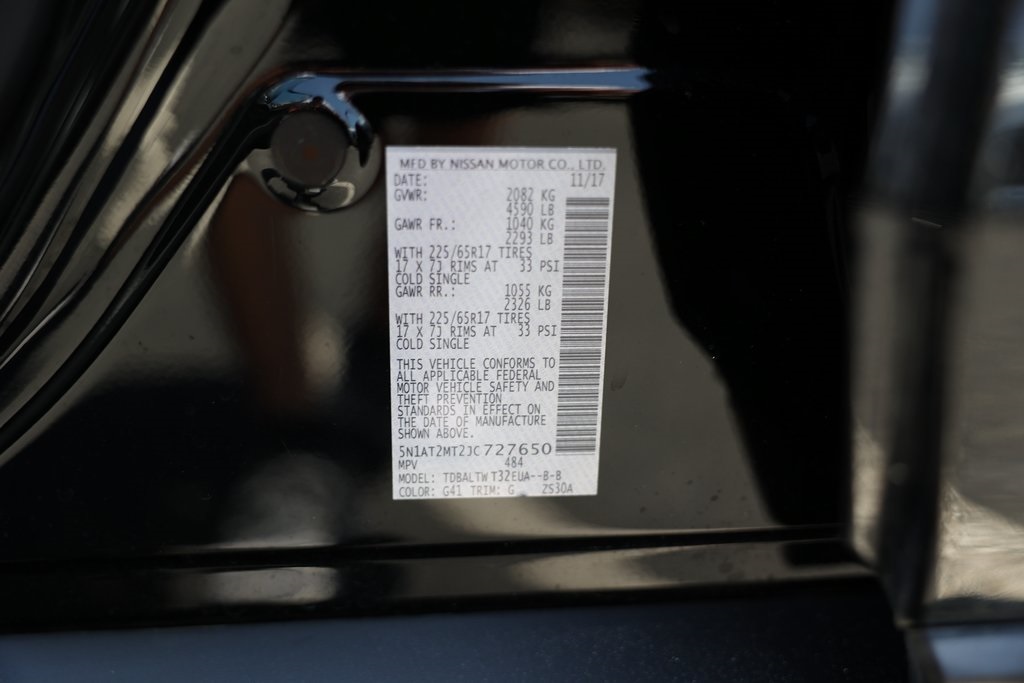 MFD BY NISSAN MOTOR CO., LTD.
DATE: 11/17
GVWR: 2082 KG
4590 LB
GAWR FR.: 1040 KG
2293 LB
WITH 225/65R17 TIRES
17 X 7J RIMS AT 33 PSI
COLD SINGLE
GAWR RR.: 1055 KG
2326 LB
WITH 225/65R17 TIRES
17 X 7J RIMS AT 33 PSI
COLD SINGLE
THIS VEHICLE CONFORMS TO
ALL APPLICABLE FEDERAL
MOTOR VEHICLE SAFETY AND
THEFT PREVENTION
STANDARDS IN EFFECT ON
THE DATE OF MANUFACTURE
SHOWN ABOVE.
5N1AT2MT2JC727650
MPV 484
MODEL: TDBALTW T32EUA--B-B
COLOR: G41 TRIM: G ZS30A